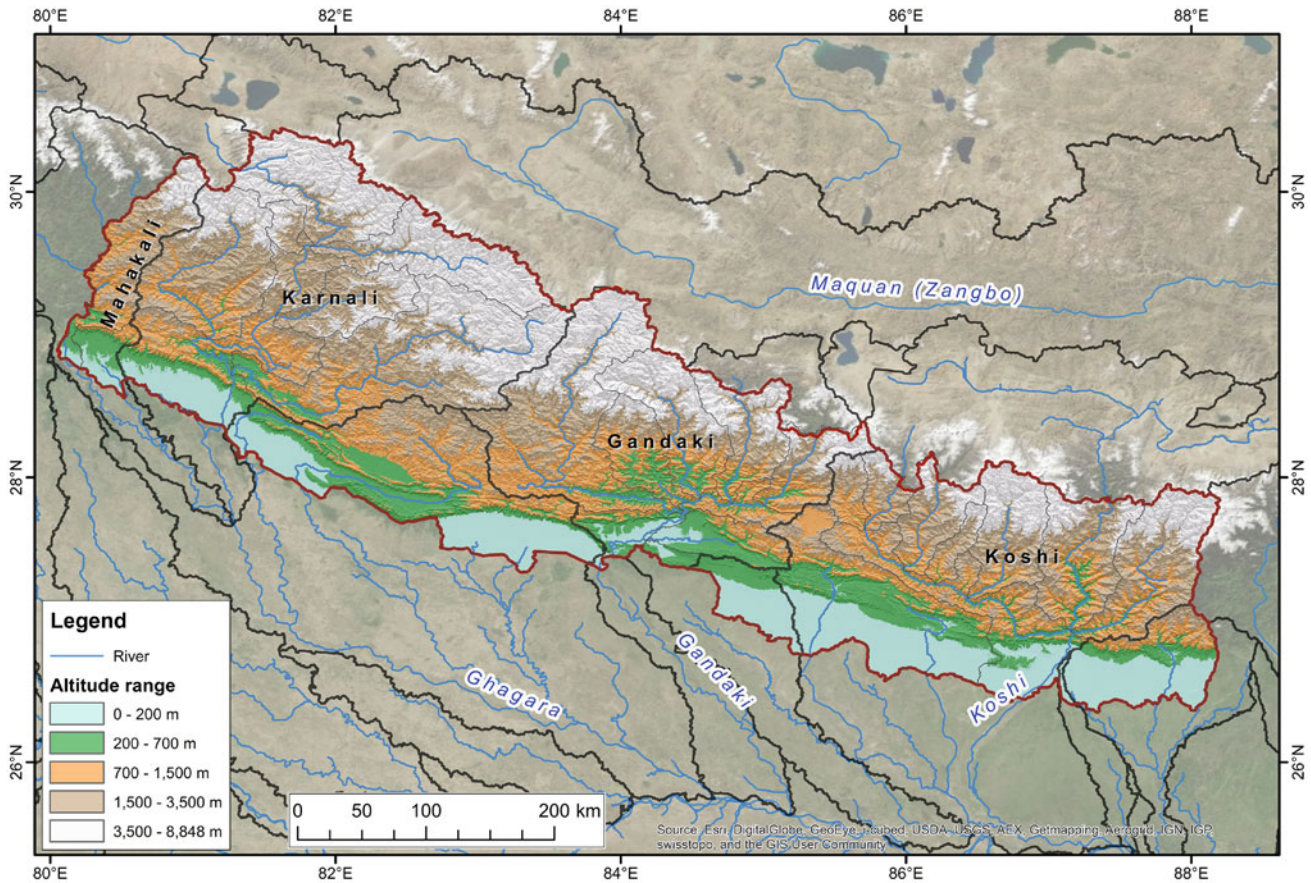 80°E
82°E
84°E
86°E
88°E
30°N
30°N
Mahakali
Karnali
Maquan (Zangbo)
28°N
28°N
Gandaki
Koshi
Legend
River
Altitude range
0 - 200 m
200 - 700 m
700 - 1,500 m
1,500 - 3,500 m
3,500 - 8,848 m
Ghagara
Gandaki
Koshi
26°N
26°N
0 50 100 200 km
Source: Esri, DigitalGlobe, GeoEye, i-cubed, USDA, USGS, AEX, Getmapping, Aerogrid, IGN, IGP,
swisstopo, and the GIS User Community
80°E
82°E
84°E
86°E
88°E